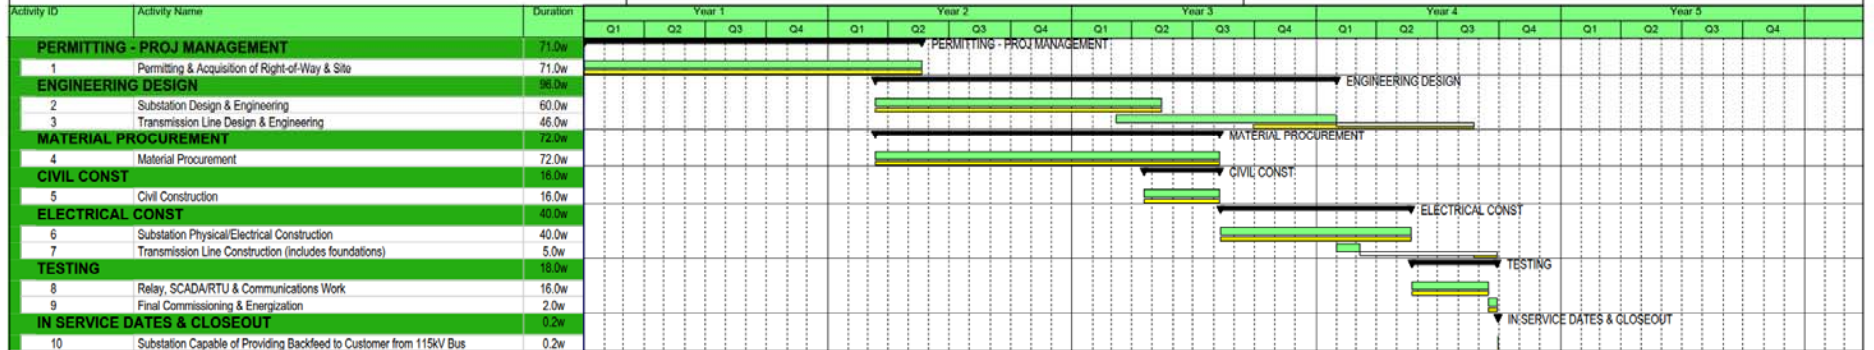 Activity ID Activity Name Duration Year 1 Year 2 Year 3 Year 4 Year 5
Q1 Q2 Q3 Q4 Q1 Q2 Q3 Q4 Q1 Q2 Q3 Q4 Q1 Q2 Q3 Q4 Q1 Q2 Q3 Q4
PERMITTING - PROJ MANAGEMENT 71.0w PERMITTING - PROJ MANAGEMENT
1 Permitting & Acquisition of Right-of-Way & Site 71.0w
ENGINEERING DESIGN 96.0w ENGINEERING DESIGN
2 Substation Design & Engineering 60.0w
3 Transmission Line Design & Engineering 46.0w
MATERIAL PROCUREMENT 72.0w MATERIAL PROCUREMENT
4 Material Procurement 72.0w
CIVIL CONST 16.0w CIVIL CONST
5 Civil Construction 16.0w
ELECTRICAL CONST 40.0w ELECTRICAL CONST
6 Substation Physical/Electrical Construction 40.0w
7 Transmission Line Construction (includes foundations) 5.0w
TESTING 18.0w TESTING
8 Relay, SCADA/RTU & Communications Work 16.0w
9 Final Commissioning & Energization 2.0w
IN SERVICE DATES & CLOSEOUT 0.2w IN SERVICE DATES & CLOSEOUT
10 Substation Capable of Providing Backfeed to Customer from 115kV Bus 0.2w